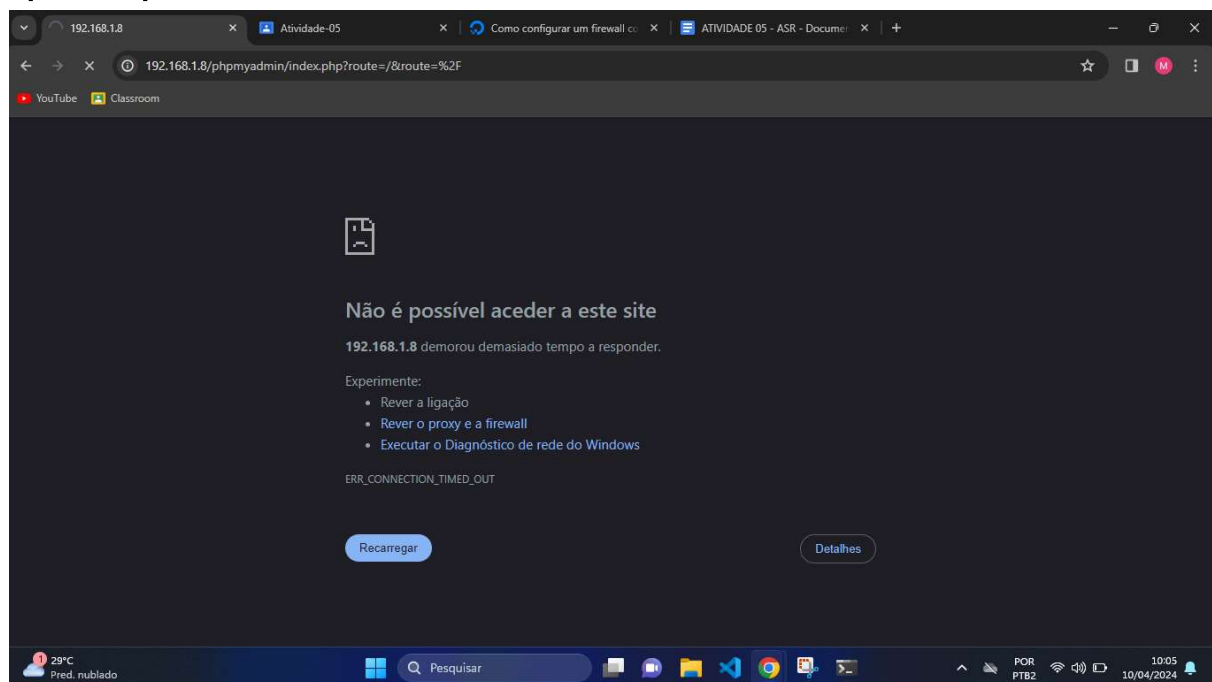 192.168.1.8
Atividade-05
Como configurar um firewall co
ATIVIDADE 05 - ASR - Documen
192.168.1.8/phpmyadmin/index.php?route=/&route=%2F
M
YouTube
Classroom
Não é possível aceder a este site
192.168.1.8 demorou demasiado tempo a responder.
Experimente:
Rever a ligação
Rever o proxy e a firewall
Executar o Diagnóstico de rede do Windows
ERR_CONNECTION_TIMED_OUT
Recarregar
Detalhes
1
29°C
Pred. nublado
Pesquisar
POR
PTB2
10:05
10/04/2024